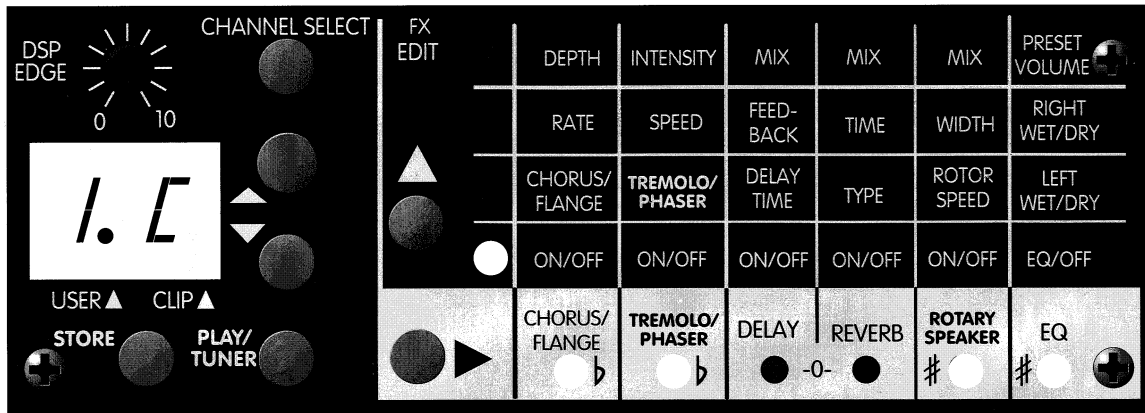 DSP
EDGE
0 10
CHANNEL SELECT
1. C
USER CLIP
STORE
PLAY/
TUNER
FX
EDIT
DEPTH INTENSITY MIX MIX MIX PRESET
VOLUME
RATE SPEED FEED-
BACK TIME WIDTH RIGHT
WET/DRY
CHORUS/
FLANGE TREMOLO/
PHASER DELAY
TIME TYPE ROTOR
SPEED LEFT
WET/DRY
ON/OFF ON/OFF ON/OFF ON/OFF ON/OFF EQ/OFF
CHORUS/
FLANGE TREMOLO/
PHASER DELAY REVERB ROTARY
SPEAKER EQ
♭ ♭ -0- ♯ ♯